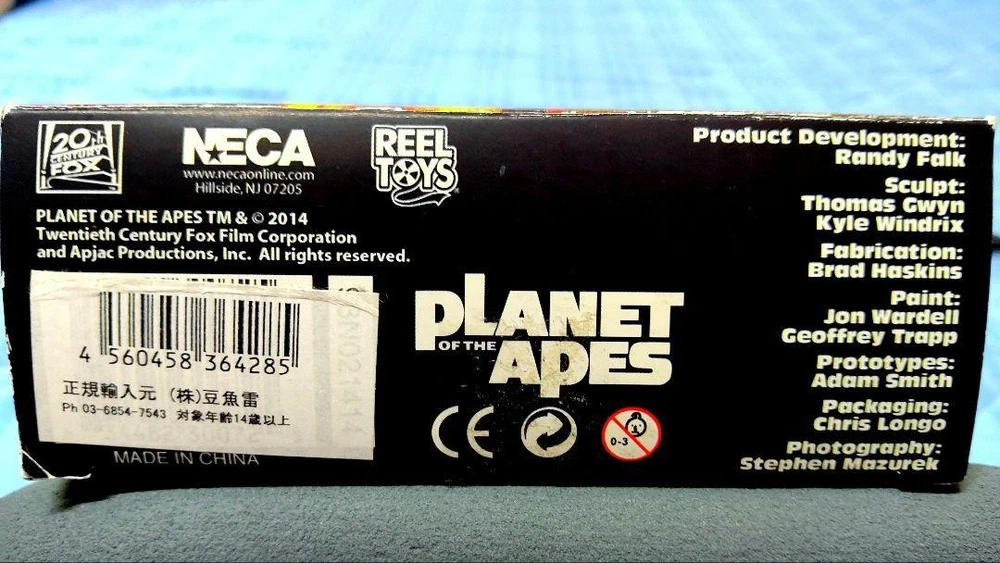 20th
CENTURY
FOX
NECA
www.necaonline.com
Hillside, NJ 07205
REEL
TOYS
PLANET OF THE APES TM & © 2014
Twentieth Century Fox Film Corporation
and Apjac Productions, Inc. All rights reserved.
4 560458 364285
正規輸入元 (株)豆魚雷
Ph 03-6854-7543 対象年齢14歳以上
MADE IN CHINA
PLANET
OF THE APES
CE
0-3
Product Development:
Randy Falk
Sculpt:
Thomas Gwyn
Kyle Windrix
Fabrication:
Brad Haskins
Paint:
Jon Wardell
Geoffrey Trapp
Prototypes:
Adam Smith
Packaging:
Chris Longo
Photography:
Stephen Mazurek